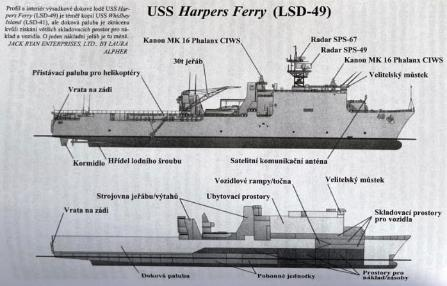 USS Harpers Ferry (LSD-49)
Profil a interiér výsadkové dokové lodě USS Har-
pers Ferry (LSD-49) je téměř kopií USS Whidbey
Island (LSD-41), ale doková paluba je zkrácena
kvůli získání větších skladovacích prostor pro ná-
klad a vozidla. O jeden nákladní jeřáb je tu méně.
JACK RYAN ENTERPRISES, LTD., BY LAURA
ALPHER
Kanon MK 16 Phalanx CIWS
Radar SPS-67
Radar SPS-49
30t jeřáb
Kanon MK 16 Phalanx CIWS
Přistávací paluba pro helikoptéry
Velitelský můstek
Vrata na zádi
Kormidlo
Hřídel lodního šroubu
Satelitní komunikační anténa
Vozidlové rampy/točna
Velitelský můstek
Strojovna jeřábu/výtahů
Ubytovací prostory
Skladovací prostory
pro vozidla
Vrata na zádi
Doková paluba
Pohonné jednotky
Prostory pro
náklad/zásoby